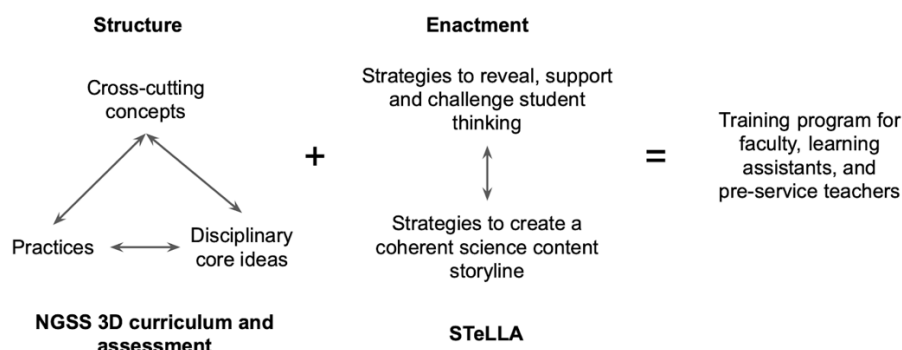 Structure
Enactment
Cross-cutting
concepts
Practices
Disciplinary
core ideas
NGSS 3D curriculum and
assessment
+
Strategies to reveal, support
and challenge student
thinking
Strategies to create a
coherent science content
storyline
STeLLA
=
Training program for
faculty, learning
assistants, and
pre-service teachers